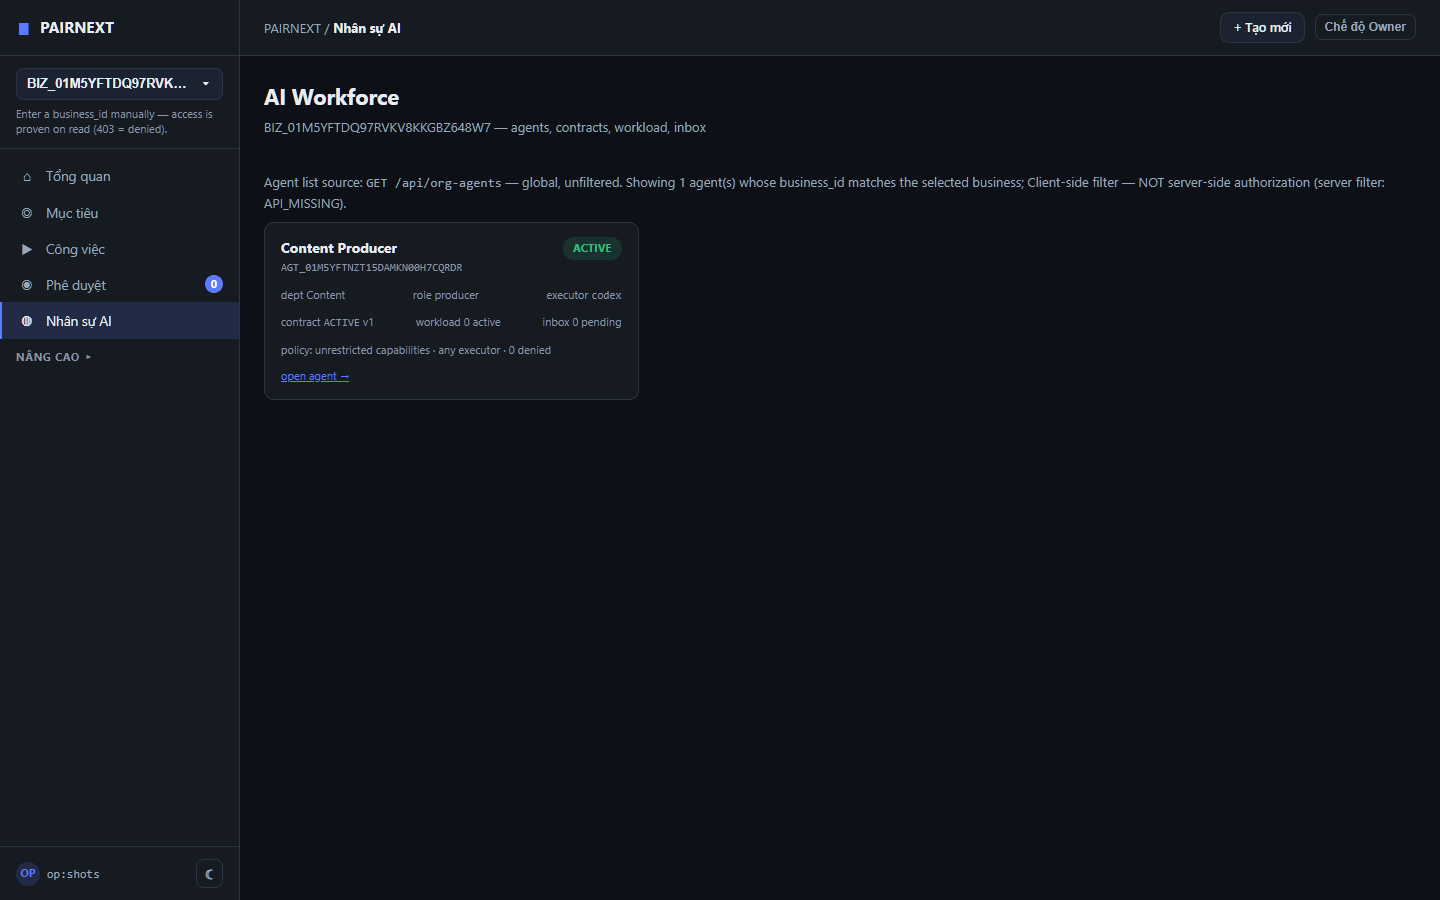 PAIRNEXT
PAIRNEXT / Nhân sự AI
+ Tạo mới
Chế độ Owner
BIZ_01M5YFTDQ97RVK...
Enter a business_id manually — access is
proven on read (403 = denied).
Tổng quan
Mục tiêu
Công việc
Phê duyệt
0
Nhân sự AI
NÂNG CAO
AI Workforce
BIZ_01M5YFTDQ97RVKV8KKGBZ648W7 — agents, contracts, workload, inbox
Agent list source: GET /api/org-agents — global, unfiltered. Showing 1 agent(s) whose business_id matches the selected business; Client-side filter — NOT server-side authorization (server filter:
API_MISSING).
Content Producer
ACTIVE
AGT_01M5YFTNZT15DAMKN00H7CQRDR
dept Content role producer executor codex
contract ACTIVE v1 workload 0 active inbox 0 pending
policy: unrestricted capabilities · any executor · 0 denied
open agent →
OP op:shots